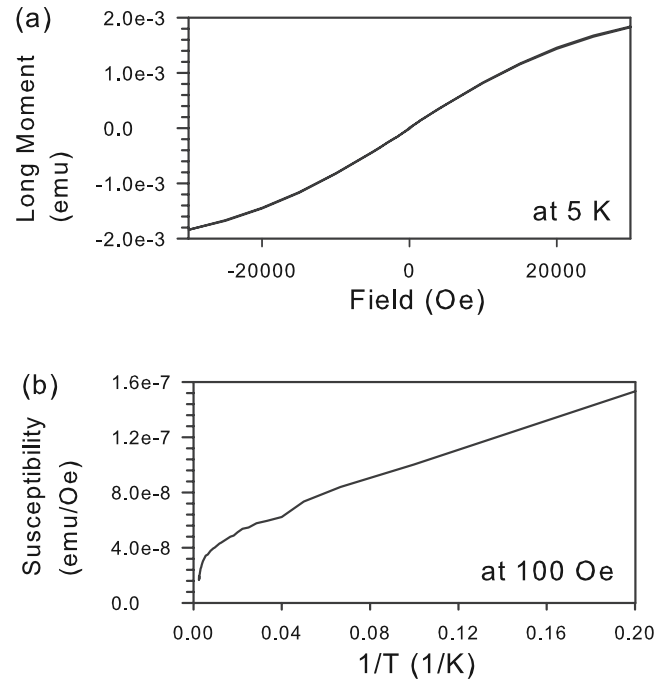 (a)
2.0e-3
1.0e-3
0.0
-1.0e-3
-2.0e-3
Long Moment
(emu)
at 5 K
-20000 0 20000
Field (Oe)
(b)
1.6e-7
1.2e-7
8.0e-8
4.0e-8
0.0
Susceptibility
(emu/Oe)
at 100 Oe
0.00 0.04 0.08 0.12 0.16 0.20
1/T (1/K)